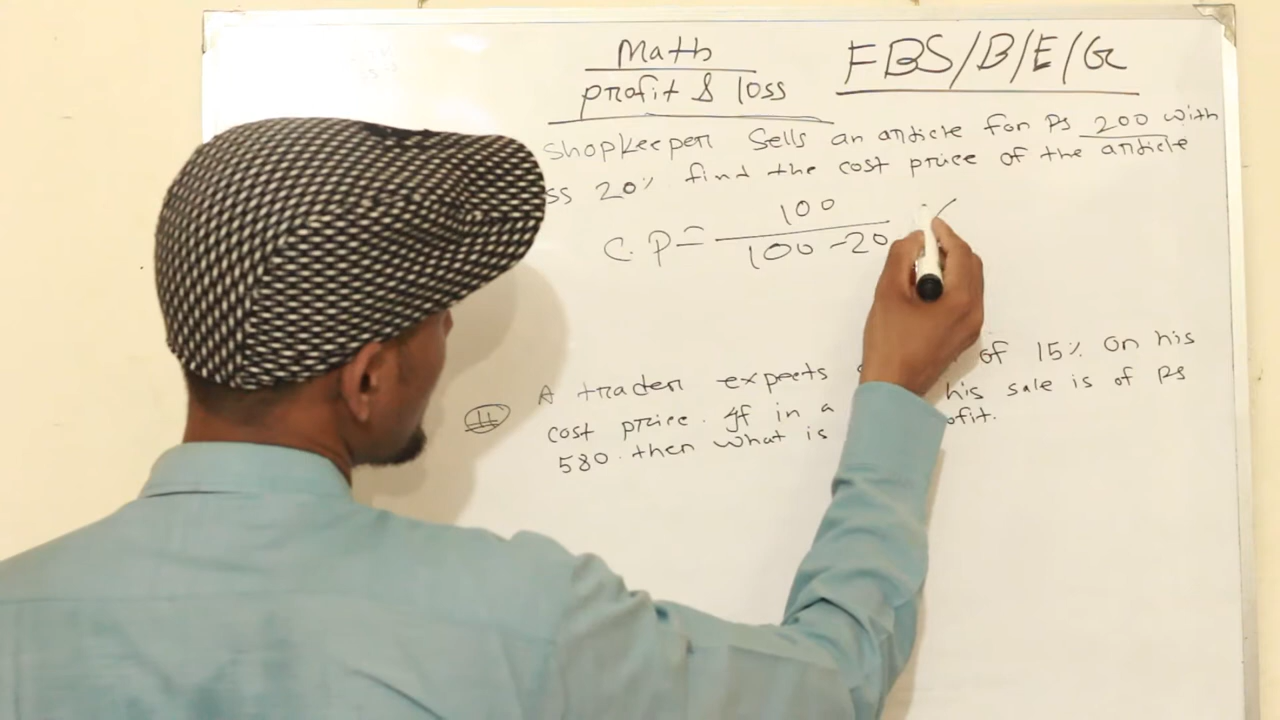 Math
profit & loss
FBS/B/E/G
shopkeeper sells an article for Rs 200 with
ss 20% find the cost price of the article
C.P= 100
100-20
A trader expects of 15% on his
cost price. If in a his sale is of Rs
580. then what is ofit.